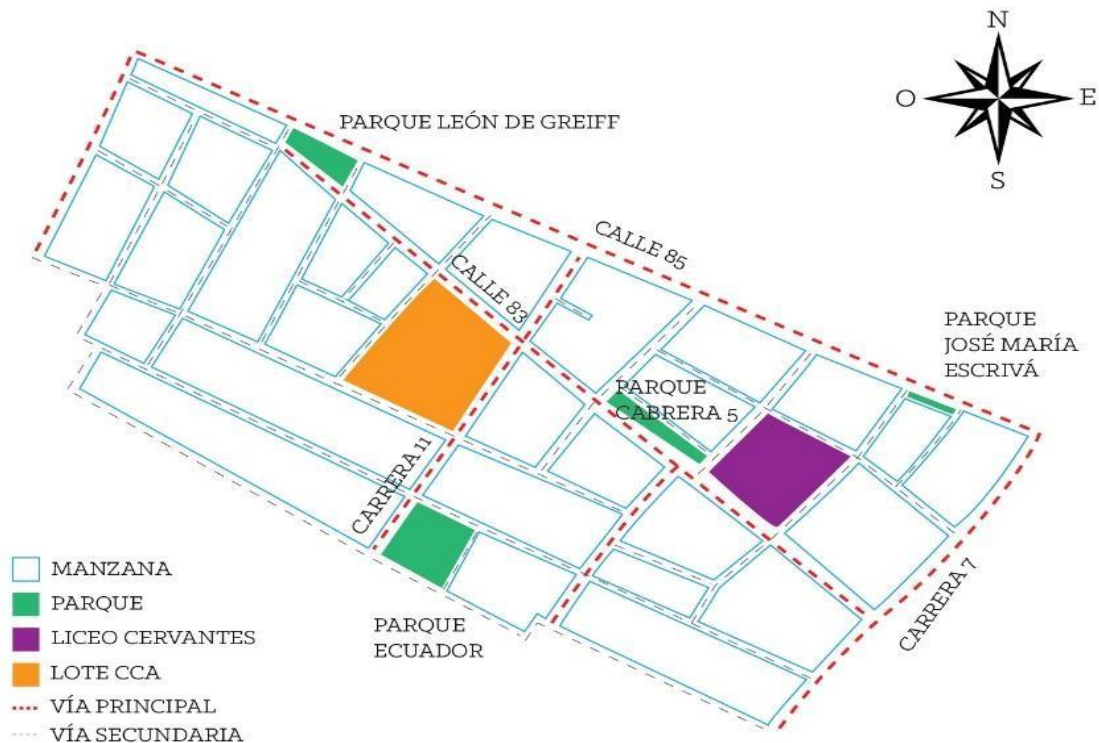 N
O
E
S
PARQUE LEÓN DE GREIFF
CALLE 85
CALLE 83
PARQUE
JOSÉ MARÍA
ESCRIVÁ
PARQUE
CABRERA 5
CARRERA 11
CARRERA 7
PARQUE
ECUADOR
MANZANA
PARQUE
LICEO CERVANTES
LOTE CCA
VÍA PRINCIPAL
VÍA SECUNDARIA